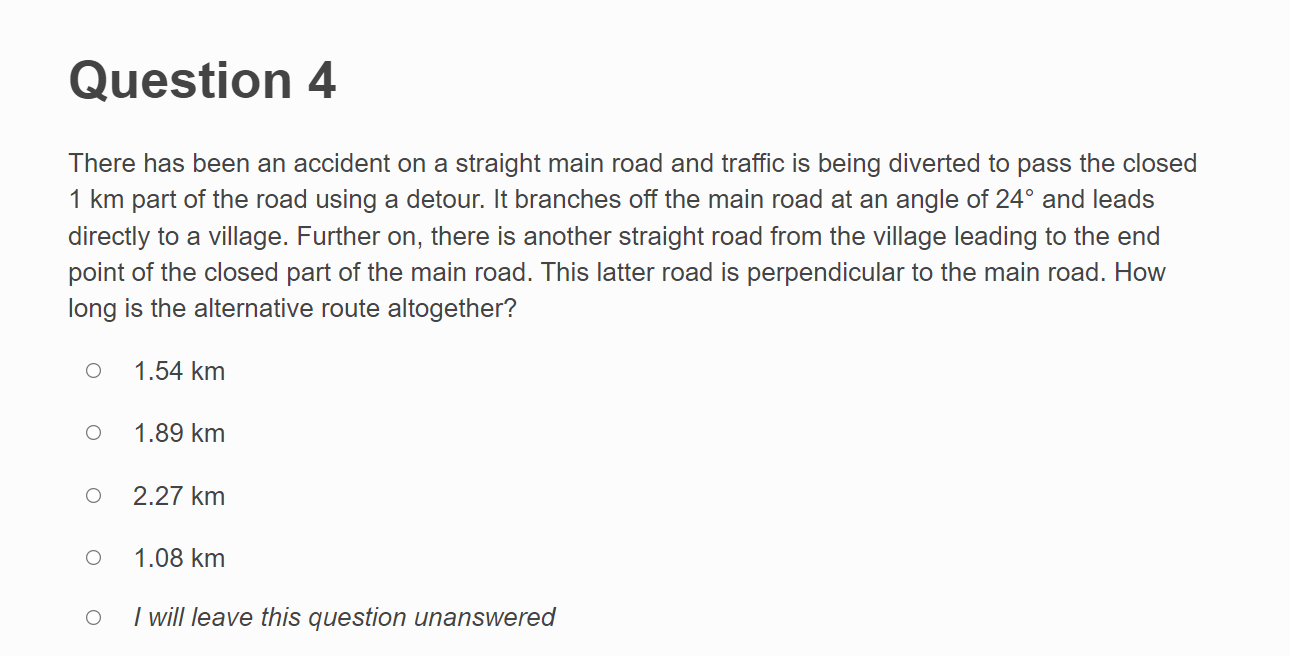 Question 4
There has been an accident on a straight main road and traffic is being diverted to pass the closed
1 km part of the road using a detour. It branches off the main road at an angle of 24° and leads
directly to a village. Further on, there is another straight road from the village leading to the end
point of the closed part of the main road. This latter road is perpendicular to the main road. How
long is the alternative route altogether?
1.54 km
1.89 km
2.27 km
1.08 km
I will leave this question unanswered